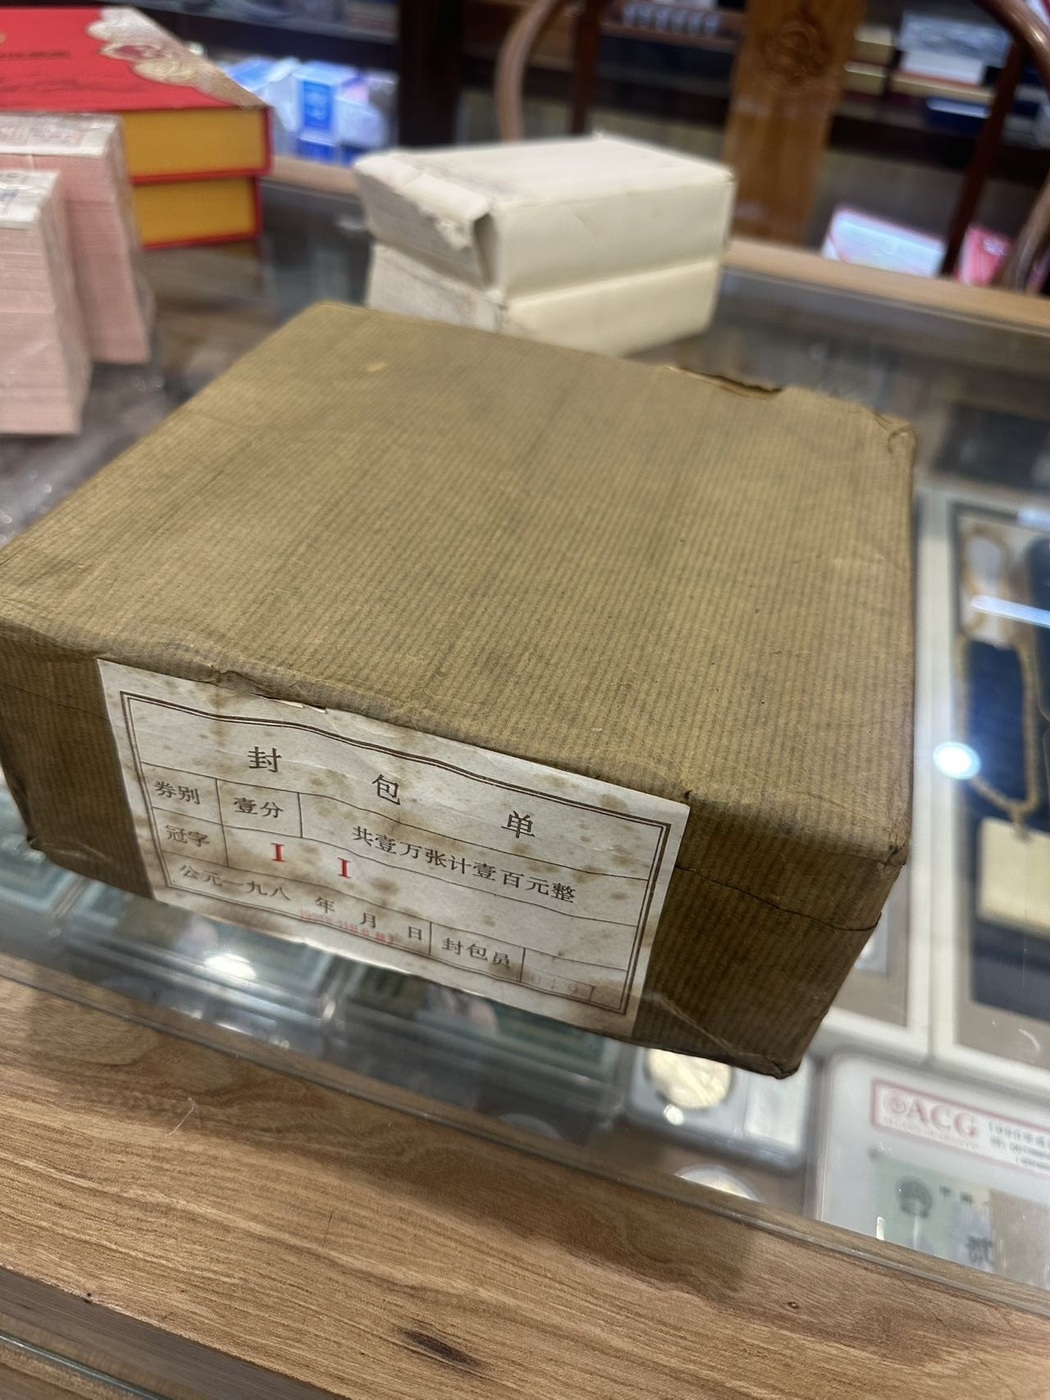 封包单
券别 壹分 共壹万张计壹百元整
冠字 I I
公元一九八 年 月 日 封包员
ACG
贰